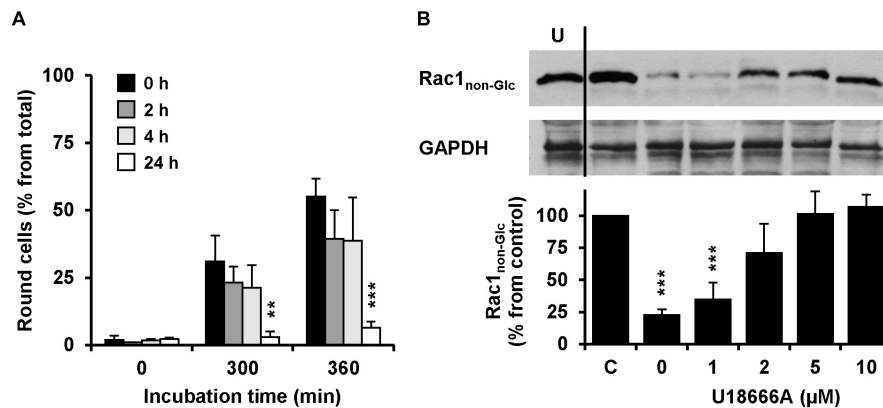 A
100
75
50
25
0
Round cells (% from total)
0 h
2 h
4 h
24 h
**
***
0 300 360
Incubation time (min)
B
U
Rac1non-Glc
GAPDH
100
75
50
25
0
Rac1non-Glc
(% from control)
***
***
C 0 1 2 5 10
U18666A (µM)